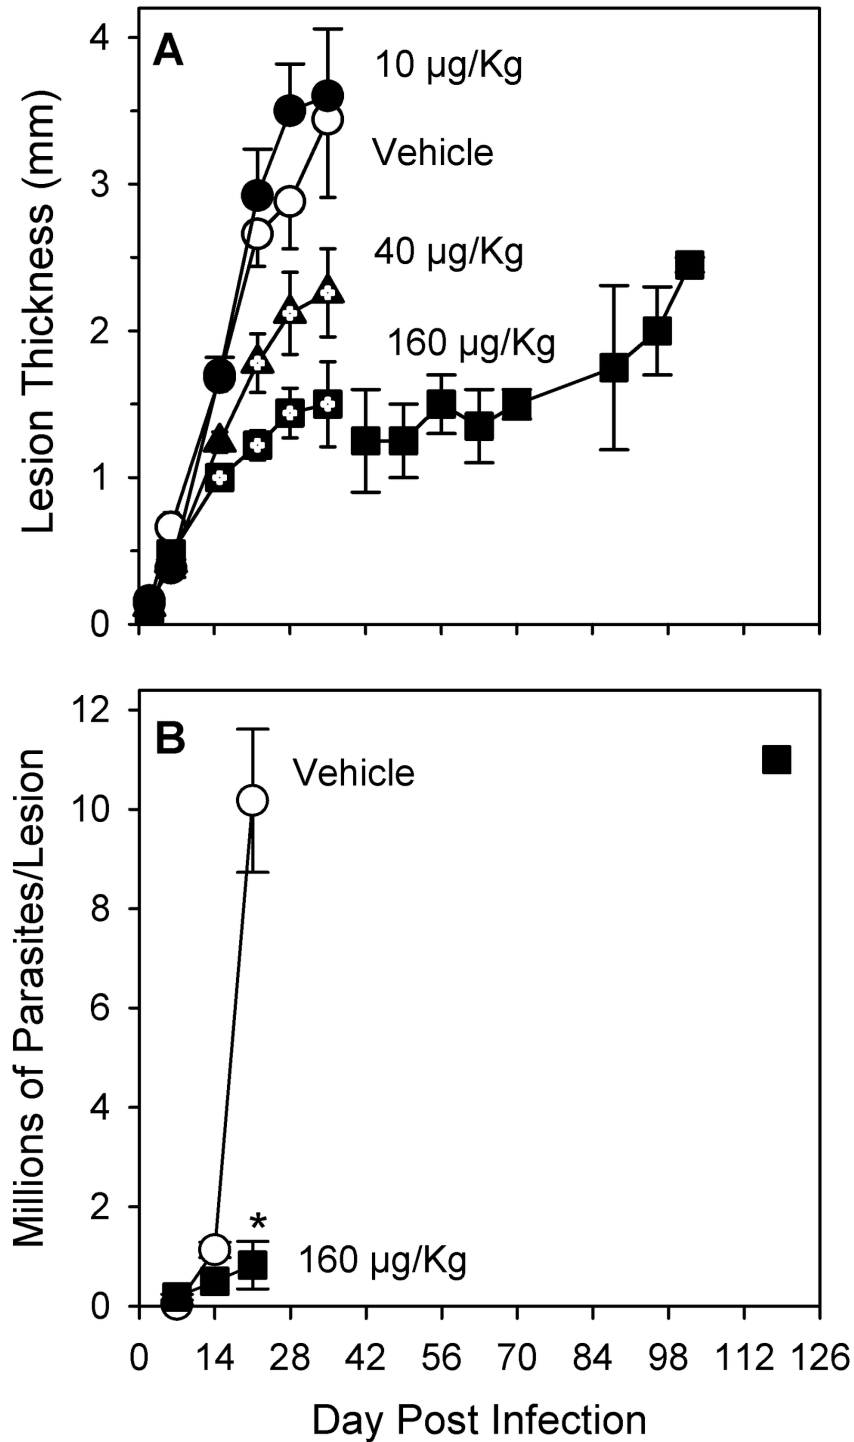 A
4
3
2
1
0
Lesion Thickness (mm)
10 µg/Kg
Vehicle
40 µg/Kg
160 µg/Kg
B
12
10
8
6
4
2
0
Millions of Parasites/Lesion
Vehicle
*
160 µg/Kg
0 14 28 42 56 70 84 98 112 126
Day Post Infection